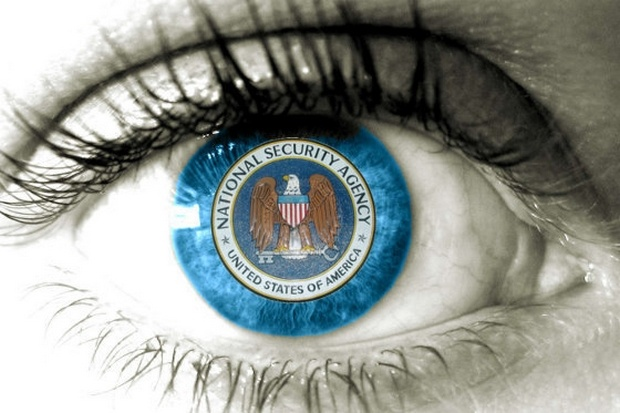 NATIONAL SECURITY AGENCY
UNITED STATES OF AMERICA